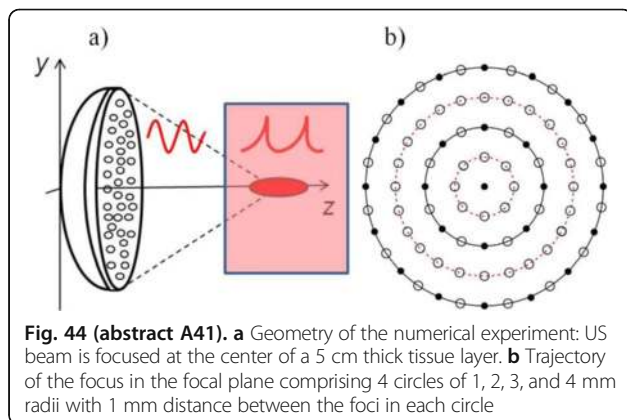 a)
b)
y
z
Fig. 44 (abstract A41). a Geometry of the numerical experiment: US
beam is focused at the center of a 5 cm thick tissue layer. b Trajectory
of the focus in the focal plane comprising 4 circles of 1, 2, 3, and 4 mm
radii with 1 mm distance between the foci in each circle